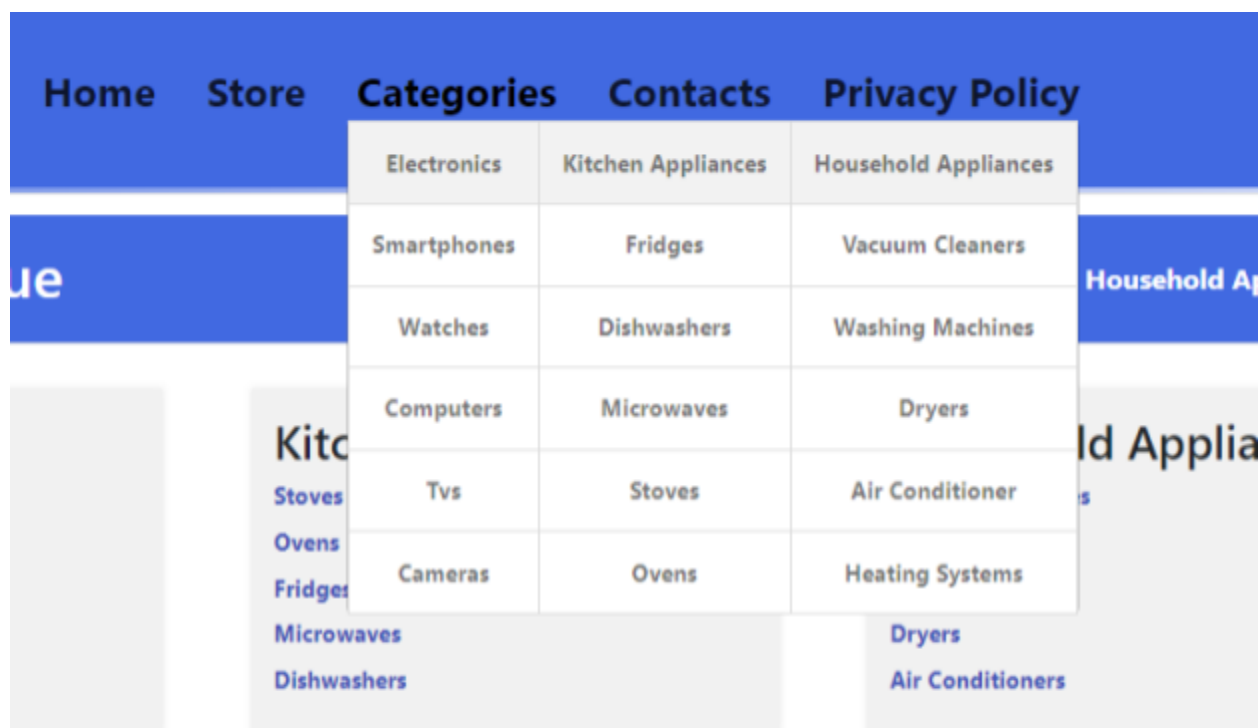 Home Store Categories Contacts Privacy Policy
Electronics Kitchen Appliances Household Appliances
Smartphones Fridges Vacuum Cleaners
ue Household Ap
Watches Dishwashers Washing Machines
Computers Microwaves Dryers
Kitc ld Applia
Tvs Stoves Air Conditioner
Stoves
Ovens
Cameras Ovens Heating Systems
Fridges
Microwaves Dryers
Dishwashers Air Conditioners